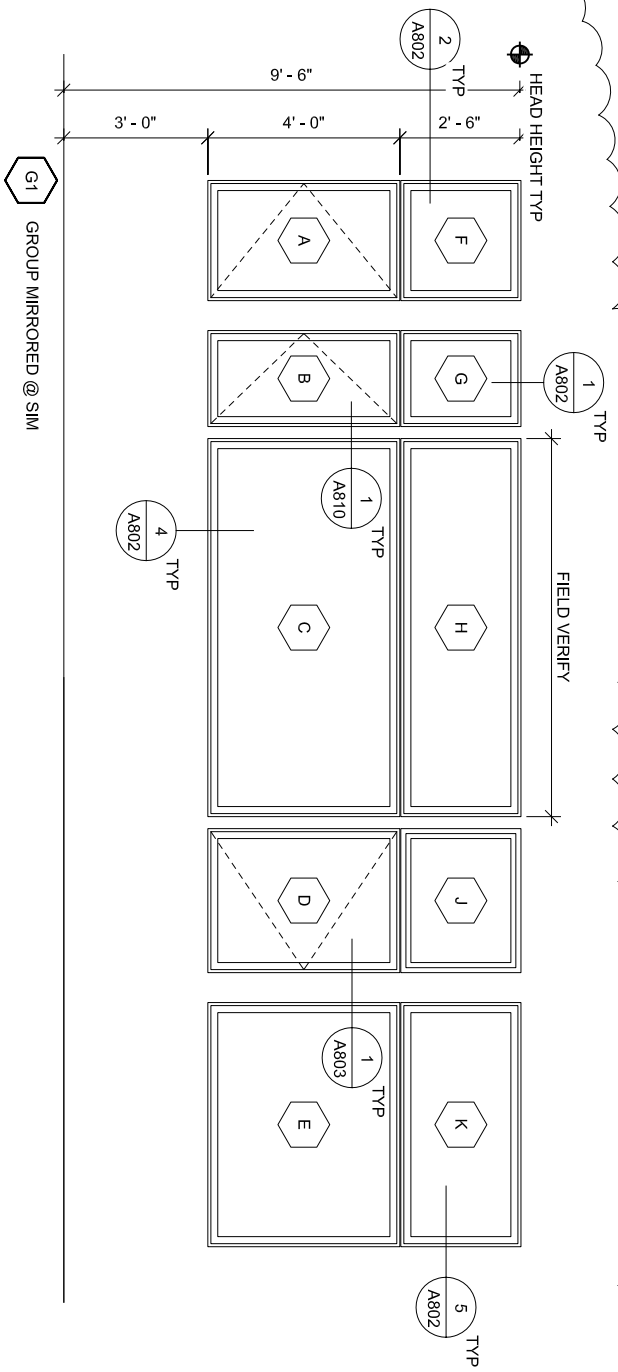 HEAD HEIGHT TYP
2
A802
TYP
1
A802
TYP
FIELD VERIFY
5
A802
TYP
9' - 6"
2' - 6"
4' - 0"
3' - 0"
F
G
H
J
K
A
B
C
D
E
1
A810
TYP
4
A802
TYP
1
A803
TYP
G1
GROUP MIRRORED @ SIM